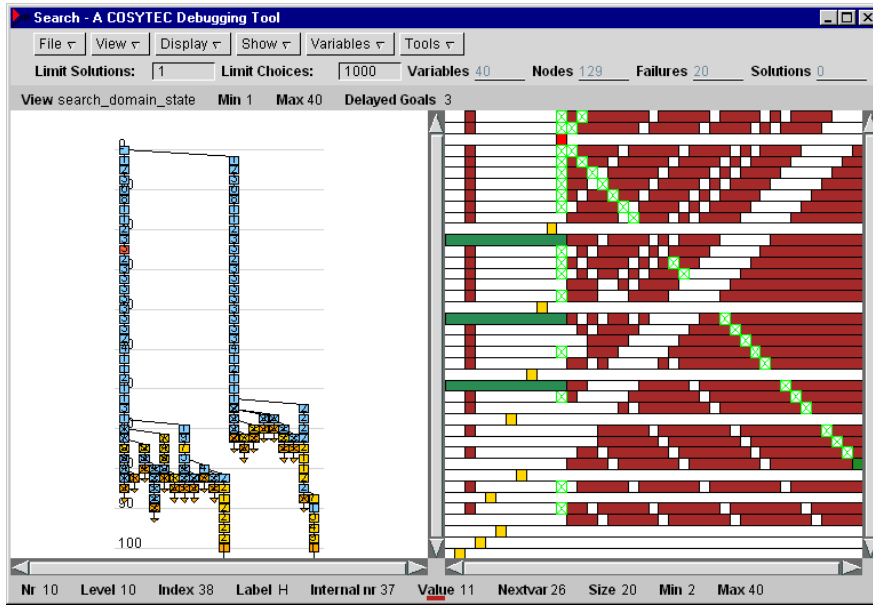 Search - A COSYTEC Debugging Tool
File View Display Show Variables Tools
Limit Solutions: 1 Limit Choices: 1000 Variables 40 Nodes 129 Failures 20 Solutions 0
View search_domain_state Min 1 Max 40 Delayed Goals 3
0
90
100
Nr 10 Level 10 Index 38 Label H Internal nr 37 Value 11 Nextvar 26 Size 20 Min 2 Max 40